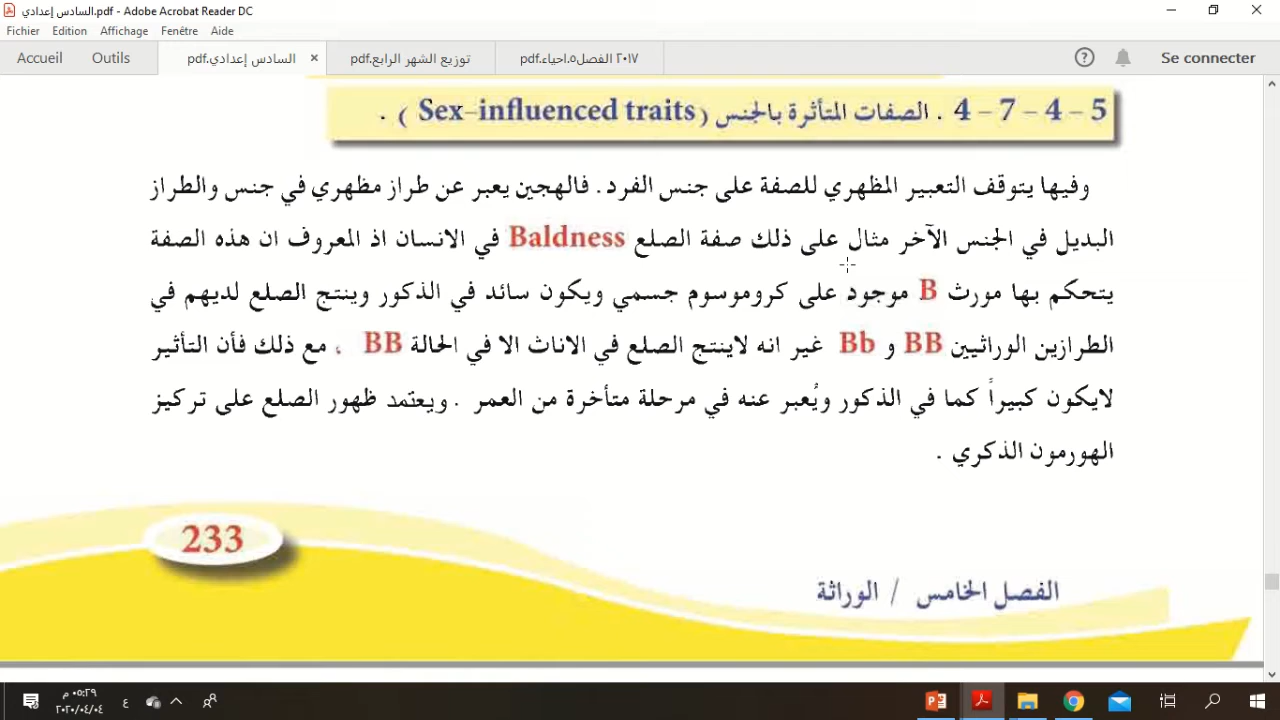 السادس إعدادي.pdf - Adobe Acrobat Reader DC
Fichier Edition Affichage Fenêtre Aide
Accueil Outils السادس إعدادي.pdf × توزيع الشهر الرابع.pdf ٢٠١٧ الفصل٥.احياء.pdf ? Se connecter
5 – 4 – 7 – 4 . الصفات المتأثرة بالجنس ( Sex-influenced traits ) .
وفيها يتوقف التعبير المظهري للصفة على جنس الفرد . فالهجين يعبر عن طراز مظهري في جنس والطراز
البديل في الجنس الآخر مثال على ذلك صفة الصلع Baldness في الانسان اذ المعروف ان هذه الصفة
يتحكم بها مورث B موجود على كروموسوم جسمي ويكون سائد في الذكور وينتج الصلع لديهم في
الطرازين الوراثيين BB و Bb غير انه لاينتج الصلع في الاناث الا في الحالة BB ، مع ذلك فأن التأثير
لايكون كبيراً كما في الذكور ويُعبر عنه في مرحلة متأخرة من العمر . ويعتمد ظهور الصلع على تركيز
الهورمون الذكري .
233
الفصل الخامس / الوراثة
٠٥:٢٩ م
ع
٢٠٢٠/٠٤/٠٤